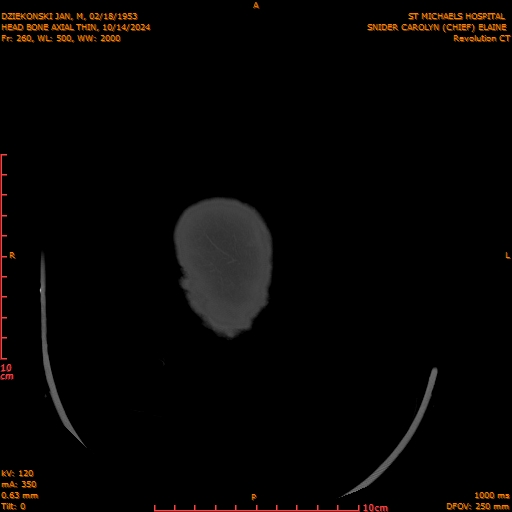 A
DZIEKONSKI JAN, M, 02/18/1953
HEAD BONE AXIAL THIN, 10/14/2024
Fr: 260, WL: 500, WW: 2000
ST MICHAELS HOSPITAL
SNIDER CAROLYN (CHIEF) ELAINE
Revolution CT
R
L
10
cm
kV: 120
mA: 350
0.63 mm
Tilt: 0
P
10cm
1000 ms
DFOV: 250 mm